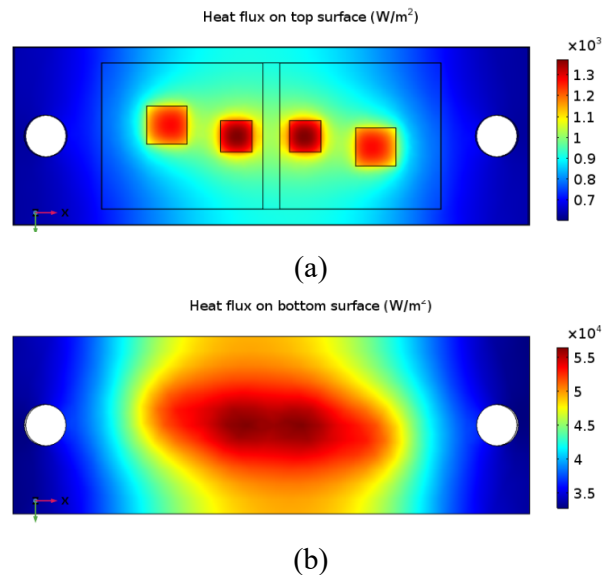 Heat flux on top surface (W/m²)
×10³
1.3
1.2
1.1
1
0.9
0.8
0.7
x
(a)
Heat flux on bottom surface (W/m²)
×10⁴
5.5
5
4.5
4
3.5
x
(b)